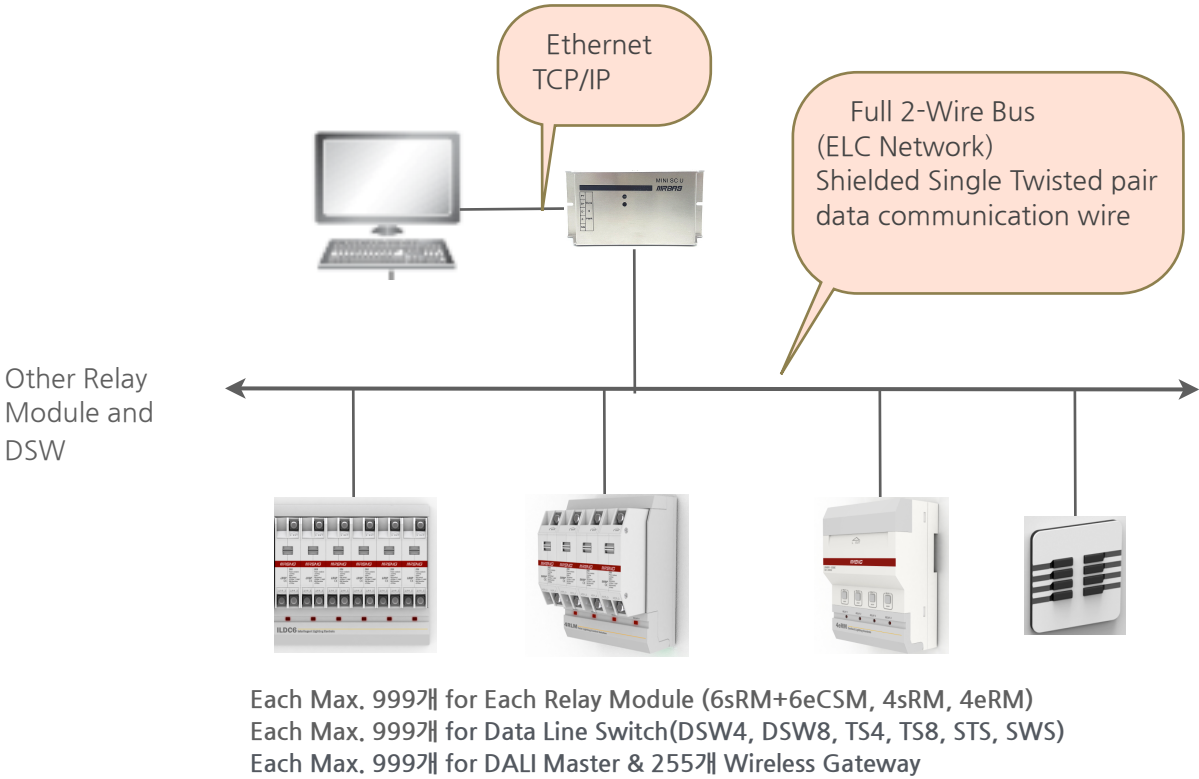 Ethernet
TCP/IP
Full 2-Wire Bus
(ELC Network)
Shielded Single Twisted pair
data communication wire
MINI SC U
Other Relay
Module and
DSW
ILDC6
Each Max. 999개 for Each Relay Module (6sRM+6eCSM, 4sRM, 4eRM)
Each Max. 999개 for Data Line Switch(DSW4, DSW8, TS4, TS8, STS, SWS)
Each Max. 999개 for DALI Master & 255개 Wireless Gateway